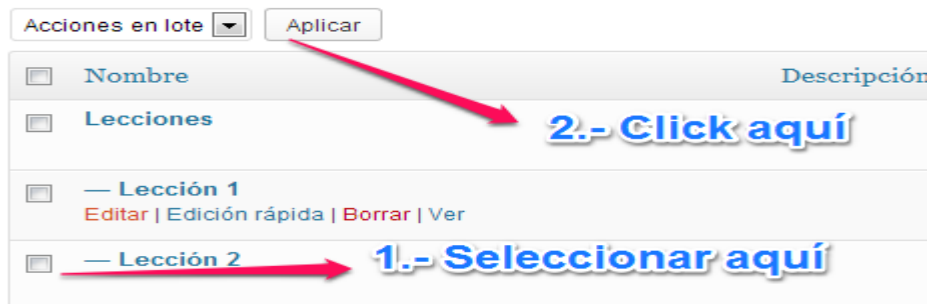 Acciones en lote Aplicar
Nombre Descripción
Lecciones
2.- Click aquí
— Lección 1
Editar | Edición rápida | Borrar | Ver
— Lección 2 1.- Seleccionar aquí